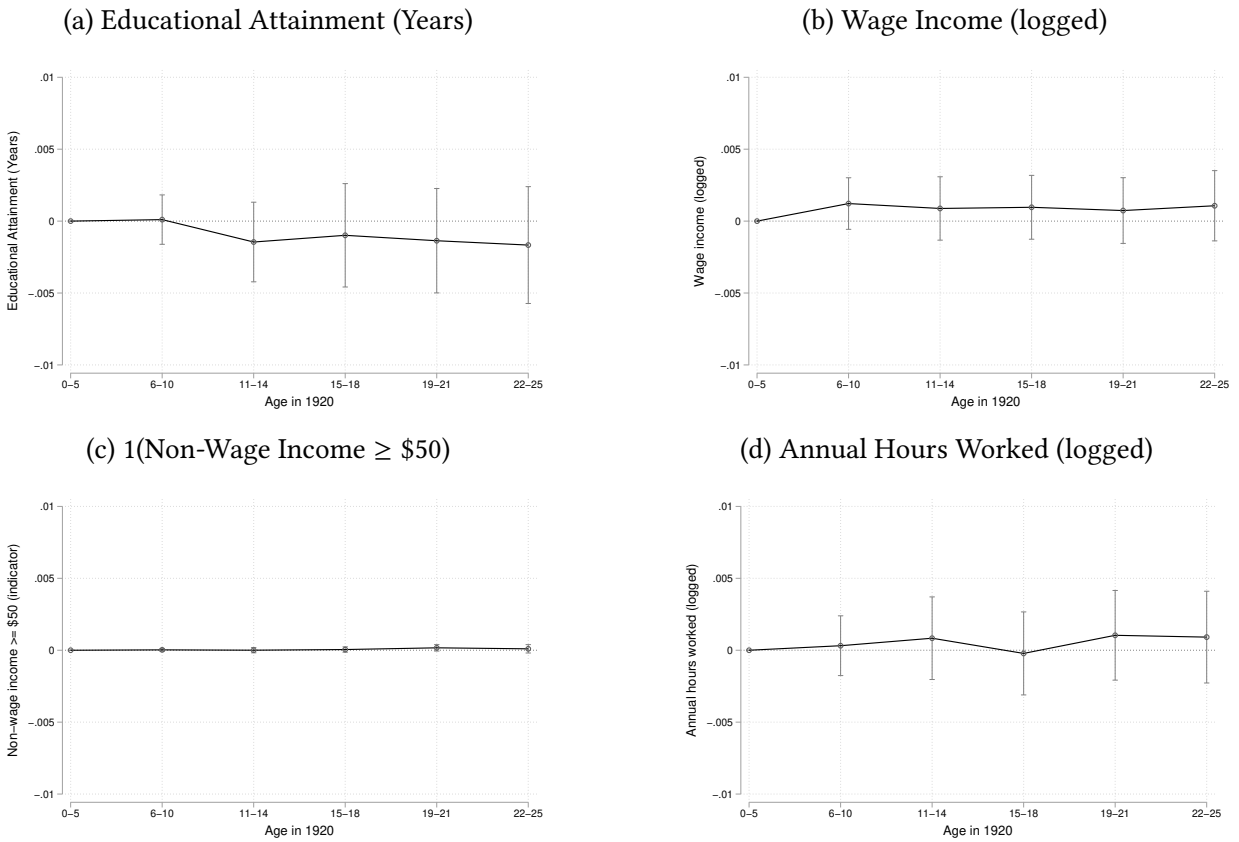 (a) Educational Attainment (Years)
.01
.005
0
−.005
−.01
Educational Attainment (Years)
0−5 6−10 11−14 15−18 19−21 22−25
Age in 1920
(b) Wage Income (logged)
.01
.005
0
−.005
−.01
Wage income (logged)
0−5 6−10 11−14 15−18 19−21 22−25
Age in 1920
(c) 1(Non-Wage Income ≥ $50)
.01
.005
0
−.005
−.01
Non−wage income >= $50 (indicator)
0−5 6−10 11−14 15−18 19−21 22−25
Age in 1920
(d) Annual Hours Worked (logged)
.01
.005
0
−.005
−.01
Annual hours worked (logged)
0−5 6−10 11−14 15−18 19−21 22−25
Age in 1920